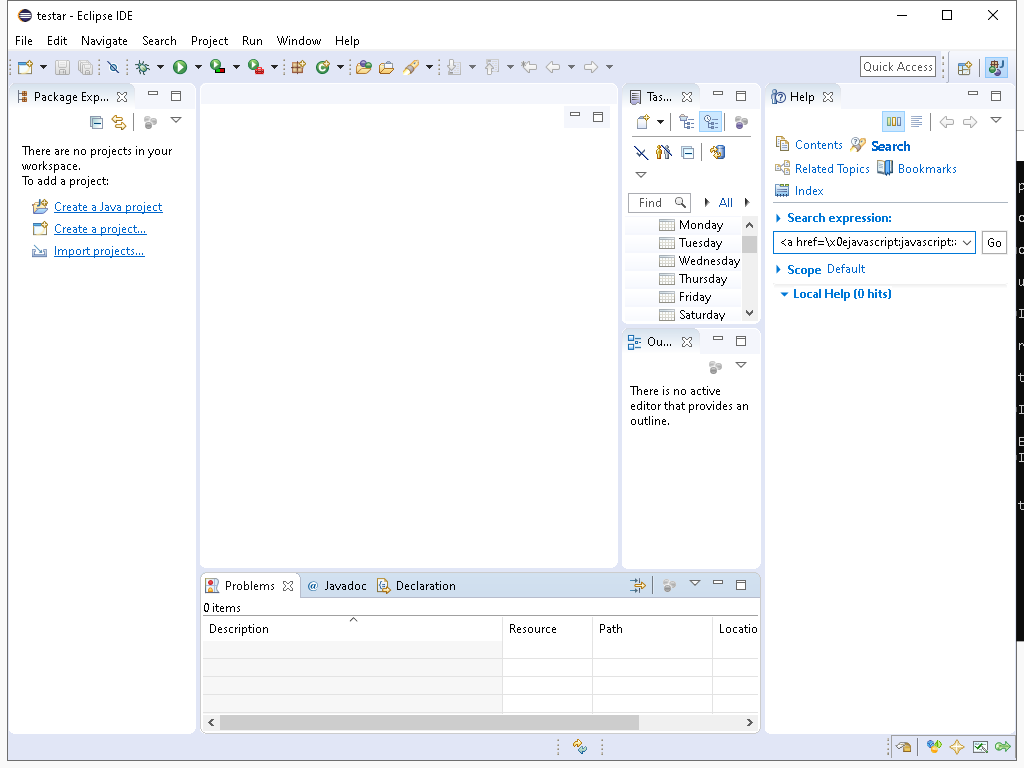 testar - Eclipse IDE
File Edit Navigate Search Project Run Window Help
Quick Access
Package Exp...
There are no projects in your
workspace.
To add a project:
Create a Java project
Create a project...
Import projects...
Tas...
Find
All
Monday
Tuesday
Wednesday
Thursday
Friday
Saturday
Ou...
There is no active
editor that provides an
outline.
Help
Contents Search
Related Topics Bookmarks
Index
Search expression:
<a href=\x0ejavascript:javascript:
Go
Scope Default
Local Help (0 hits)
Problems @ Javadoc Declaration
0 items
Description Resource Path Locatio